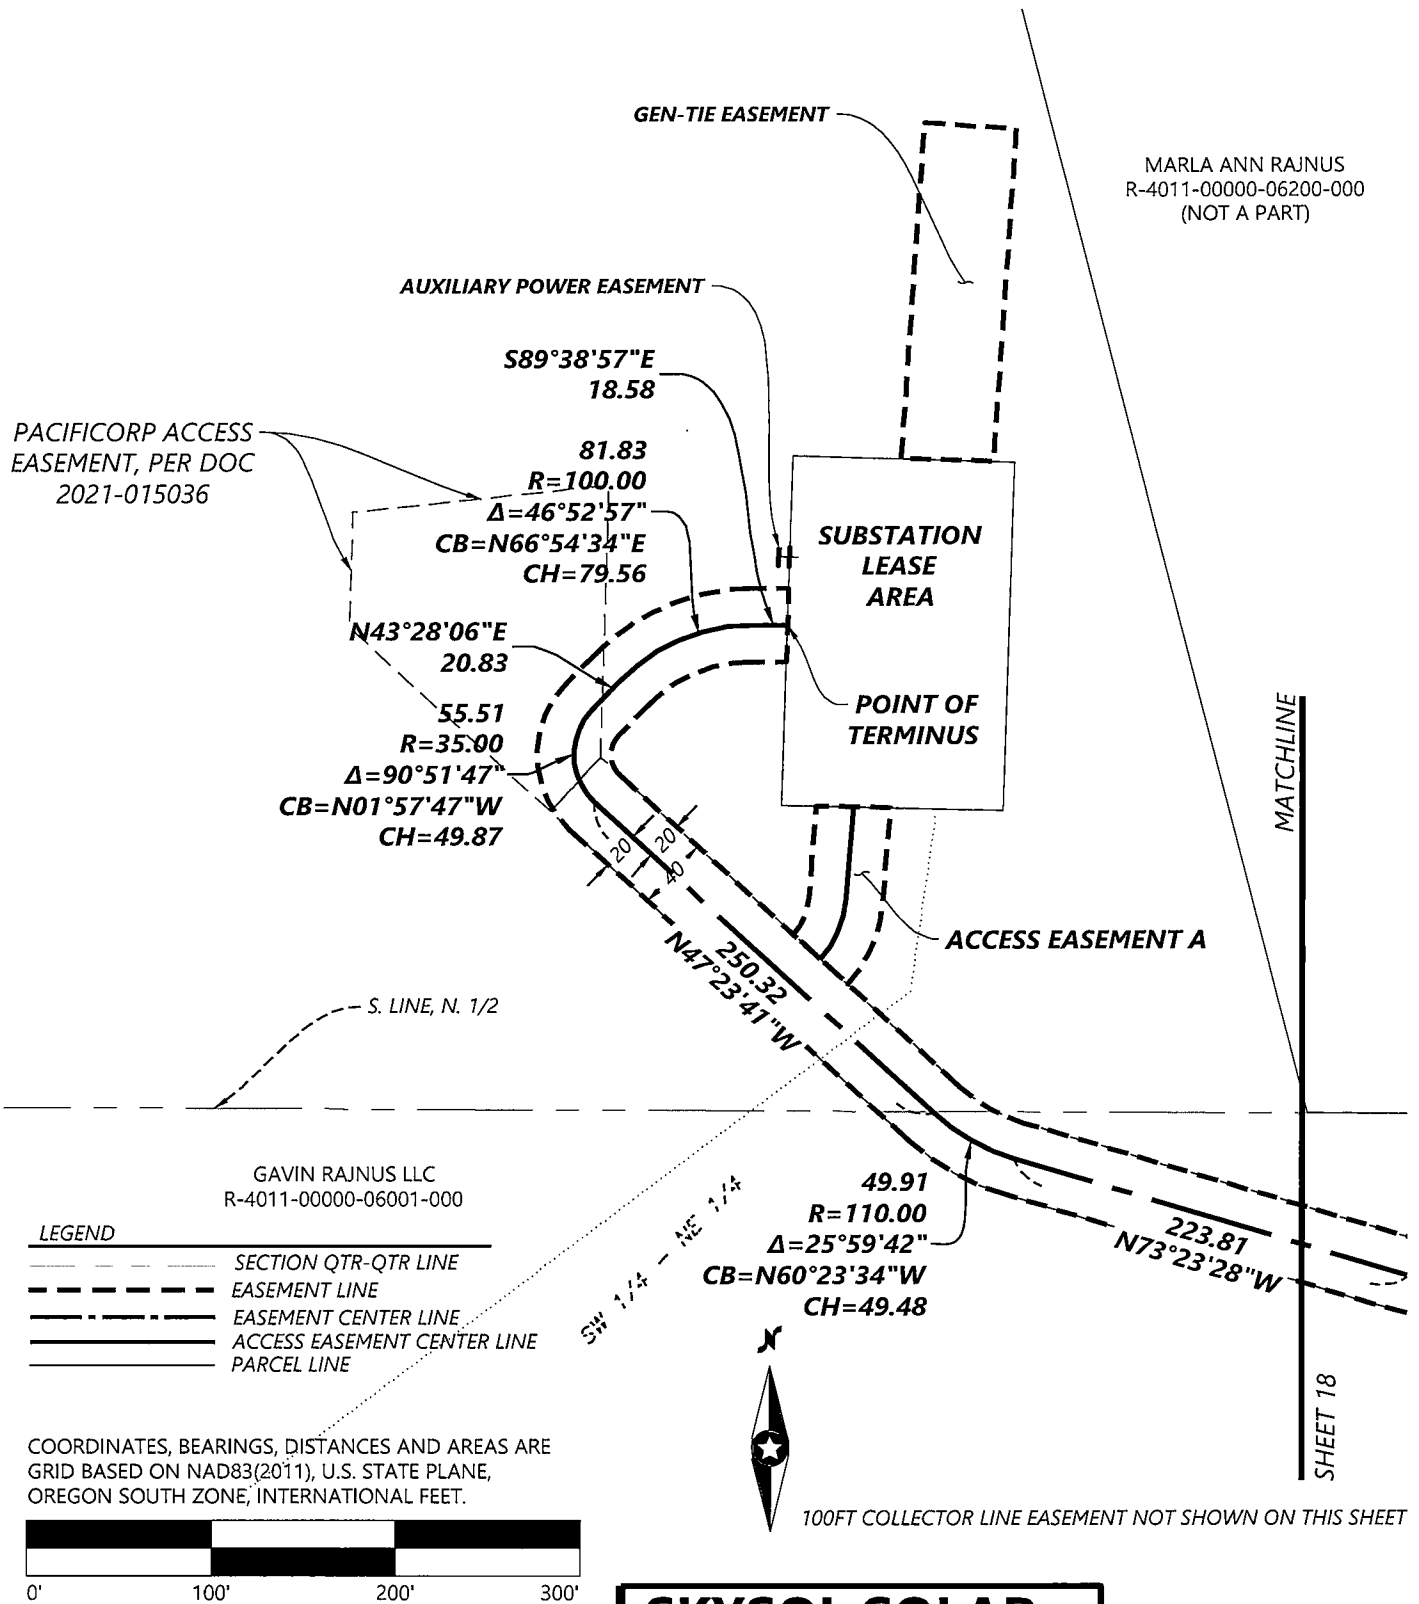 GEN-TIE EASEMENT
MARLA ANN RAJNUS
R-4011-00000-06200-000
(NOT A PART)
AUXILIARY POWER EASEMENT
S89°38'57"E
18.58
PACIFICORP ACCESS
EASEMENT, PER DOC
2021-015036
81.83
R=100.00
Δ=46°52'57"
CB=N66°54'34"E
CH=79.56
SUBSTATION
LEASE
AREA
N43°28'06"E
20.83
55.51
R=35.00
Δ=90°51'47"
CB=N01°57'47"W
CH=49.87
POINT OF
TERMINUS
MATCHLINE
20
20
40
ACCESS EASEMENT A
250.32
N47°23'41"W
S. LINE, N. 1/2
GAVIN RAJNUS LLC
R-4011-00000-06001-000
SW 1/4 - NE 1/4
49.91
R=110.00
Δ=25°59'42"
CB=N60°23'34"W
CH=49.48
223.81
N73°23'28"W
LEGEND
SECTION QTR-QTR LINE
EASEMENT LINE
EASEMENT CENTER LINE
ACCESS EASEMENT CENTER LINE
PARCEL LINE
N
SHEET 18
COORDINATES, BEARINGS, DISTANCES AND AREAS ARE
GRID BASED ON NAD83(2011), U.S. STATE PLANE,
OREGON SOUTH ZONE, INTERNATIONAL FEET.
100FT COLLECTOR LINE EASEMENT NOT SHOWN ON THIS SHEET
0' 100' 200' 300'
SKYSOL SOLAR